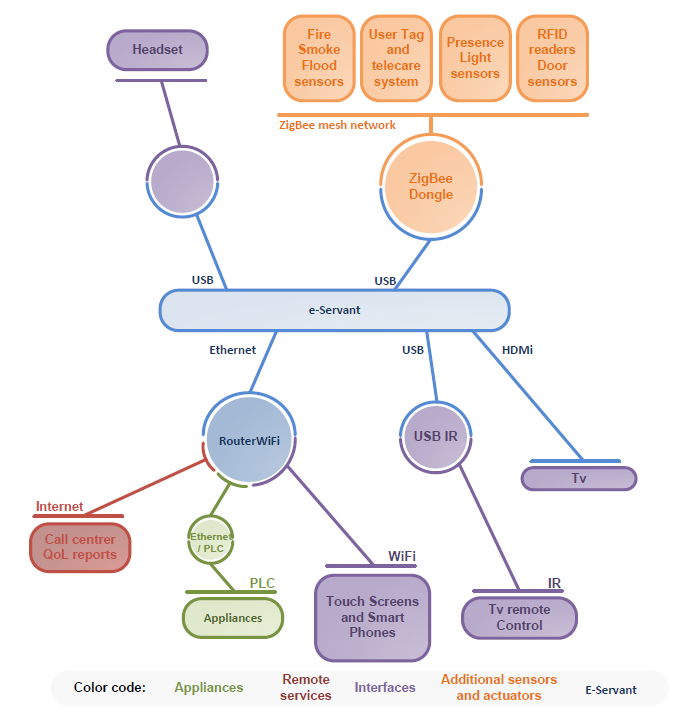 Headset
Fire
Smoke
Flood
sensors
User Tag
and
telecare
system
Presence
Light
sensors
RFID
readers
Door
sensors
ZigBee mesh network
ZigBee
Dongle
USB
USB
e-Servant
Ethernet
USB
HDMi
RouterWiFi
USB IR
Tv
Internet
Call centrer
QoL reports
Ethernet
/ PLC
PLC
Appliances
WiFi
Touch Screens
and Smart
Phones
IR
Tv remote
Control
Color code:
Appliances
Remote
services
Interfaces
Additional sensors
and actuators
E-Servant